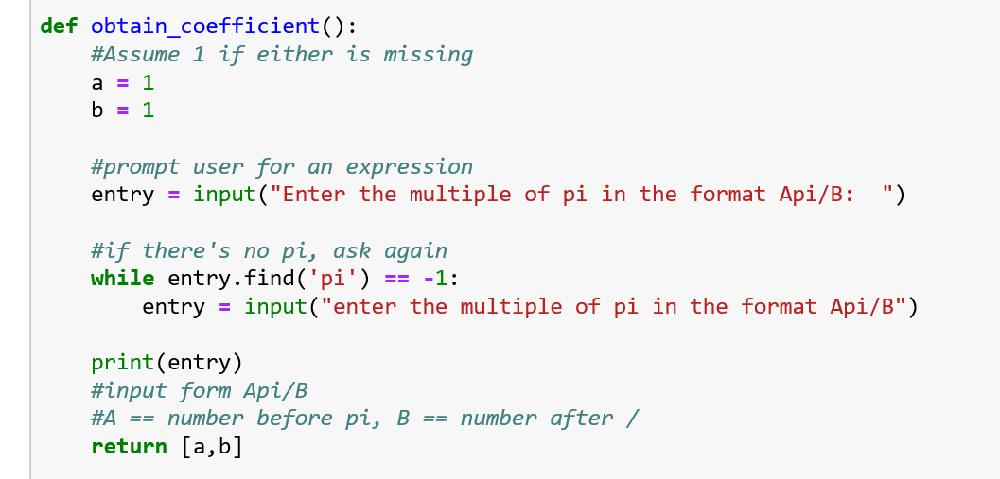 def obtain_coefficient():
    #Assume 1 if either is missing
    a = 1
    b = 1

    #prompt user for an expression
    entry = input("Enter the multiple of pi in the format Api/B:  ")

    #if there's no pi, ask again
    while entry.find('pi') == -1:
        entry = input("enter the multiple of pi in the format Api/B")

    print(entry)
    #input form Api/B
    #A == number before pi, B == number after /
    return [a,b]